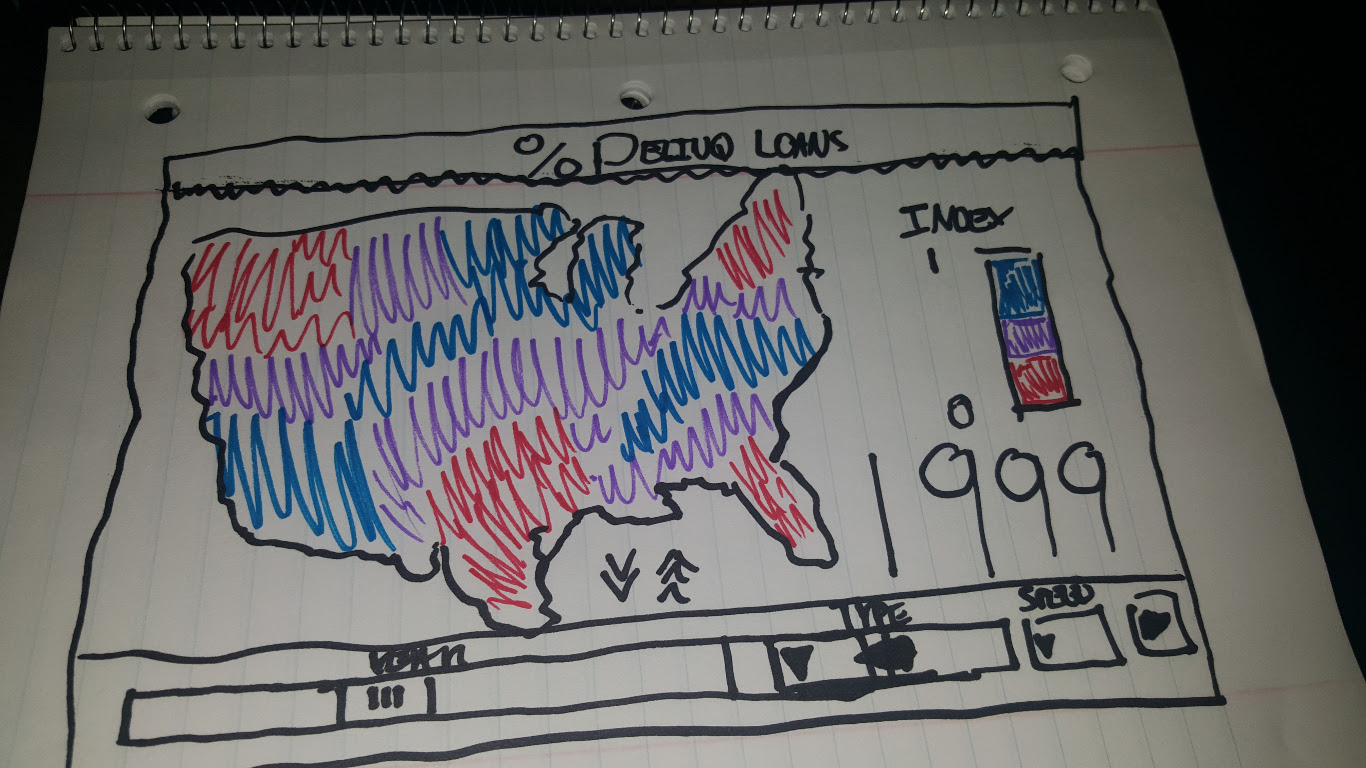 % DELINQ LOANS
INDEX
1
0
1999
TYPE
SPEED
YEAR